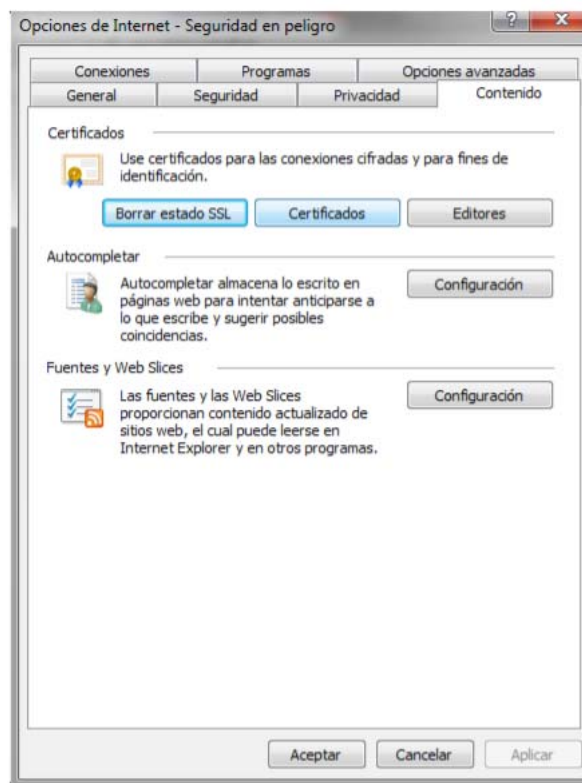 Opciones de Internet - Seguridad en peligro
?
Conexiones Programas Opciones avanzadas
General Seguridad Privacidad Contenido
Certificados
Use certificados para las conexiones cifradas y para fines de
identificación.
Borrar estado SSL Certificados Editores
Autocompletar
Autocompletar almacena lo escrito en
páginas web para intentar anticiparse a
lo que escribe y sugerir posibles
coincidencias.
Configuración
Fuentes y Web Slices
Las fuentes y las Web Slices
proporcionan contenido actualizado de
sitios web, el cual puede leerse en
Internet Explorer y en otros programas.
Configuración
Aceptar Cancelar Aplicar